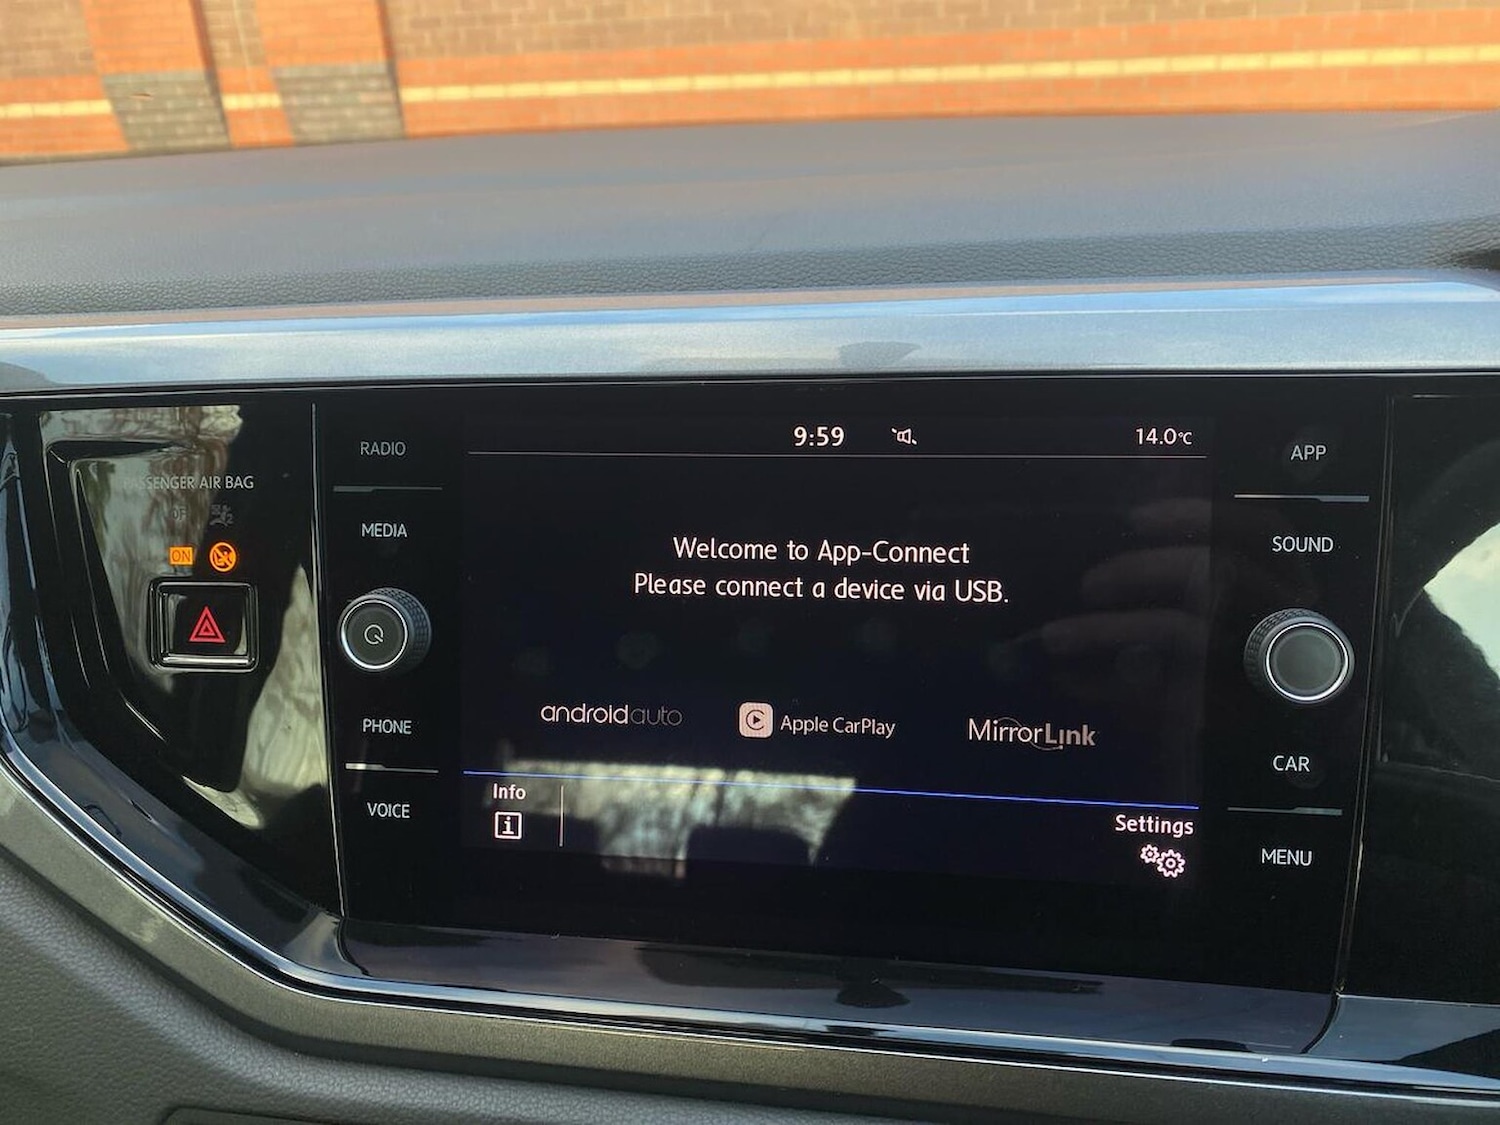 PASSENGER AIR BAG
OFF
ON
RADIO
MEDIA
PHONE
VOICE
9:59
14.0°C
Welcome to App-Connect
Please connect a device via USB.
androidauto
Apple CarPlay
MirrorLink
Info
i
Settings
APP
SOUND
CAR
MENU